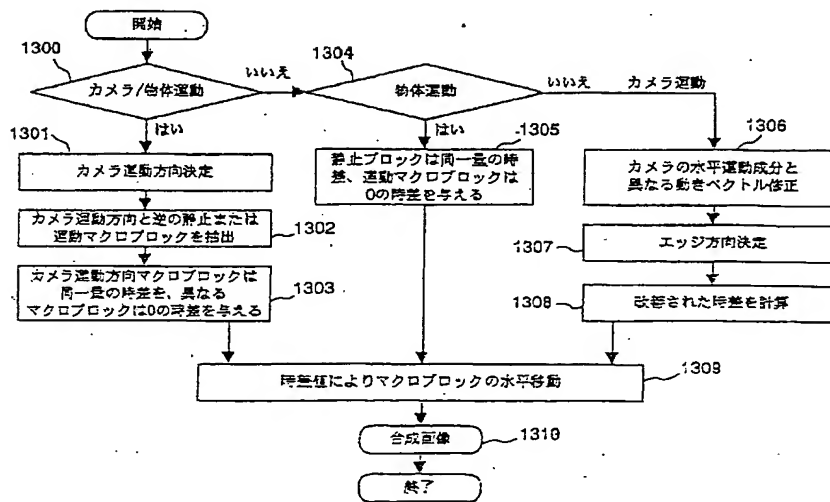 開始
1300
カメラ/物体運動
いいえ
はい
1304
物体運動
いいえ
カメラ運動
はい
1301
カメラ運動方向決定
カメラ運動方向と逆の静止または
運動マクロブロックを抽出
1302
カメラ運動方向マクロブロックは
同一量の時差を、異なる
マクロブロックは0の時差を与える
1303
1305
静止ブロックは同一量の時
差、運動マクロブロックは
0の時差を与える
1306
カメラの水平運動成分と
異なる動きベクトル修正
1307
エッジ方向決定
1308
改善された時差を計算
時差値によりマクロブロックの水平移動
1309
合成画像
1310
終了